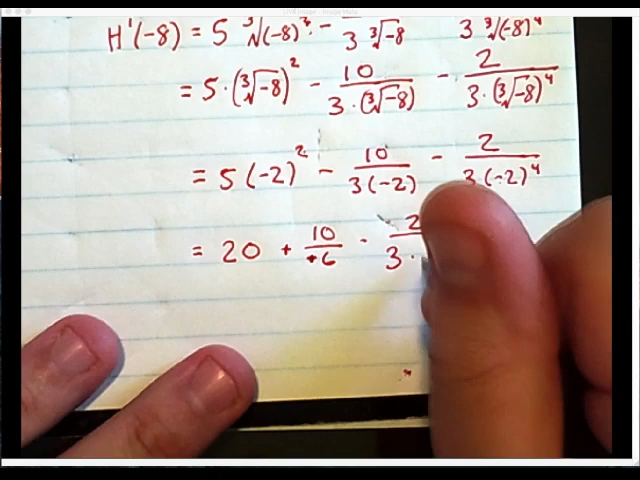 H'(-8) = 5 ∛(-8)² - 3 ∛-8 3 ∛(-8)⁴
= 5·(∛-8)² - 10/(3·(∛-8)) - 2/(3·(∛-8)⁴)
= 5(-2)² - 10/(3(-2)) - 2/(3(-2)⁴)
= 20 + 10/+6 - 2/3·